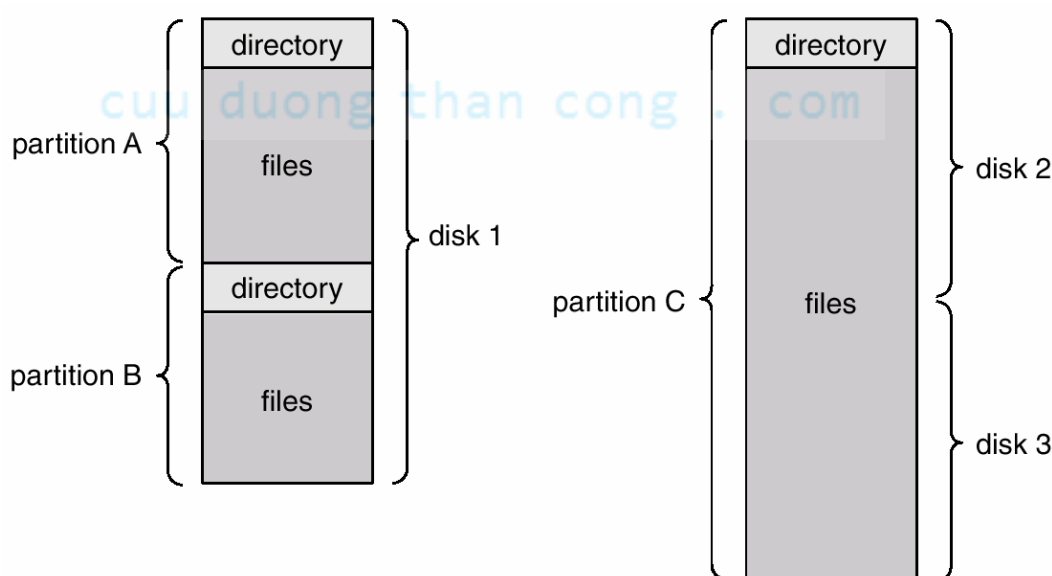 directory
cuu duong than cong . com
partition A
files
disk 1
directory
partition B
files
directory
disk 2
partition C
files
disk 3